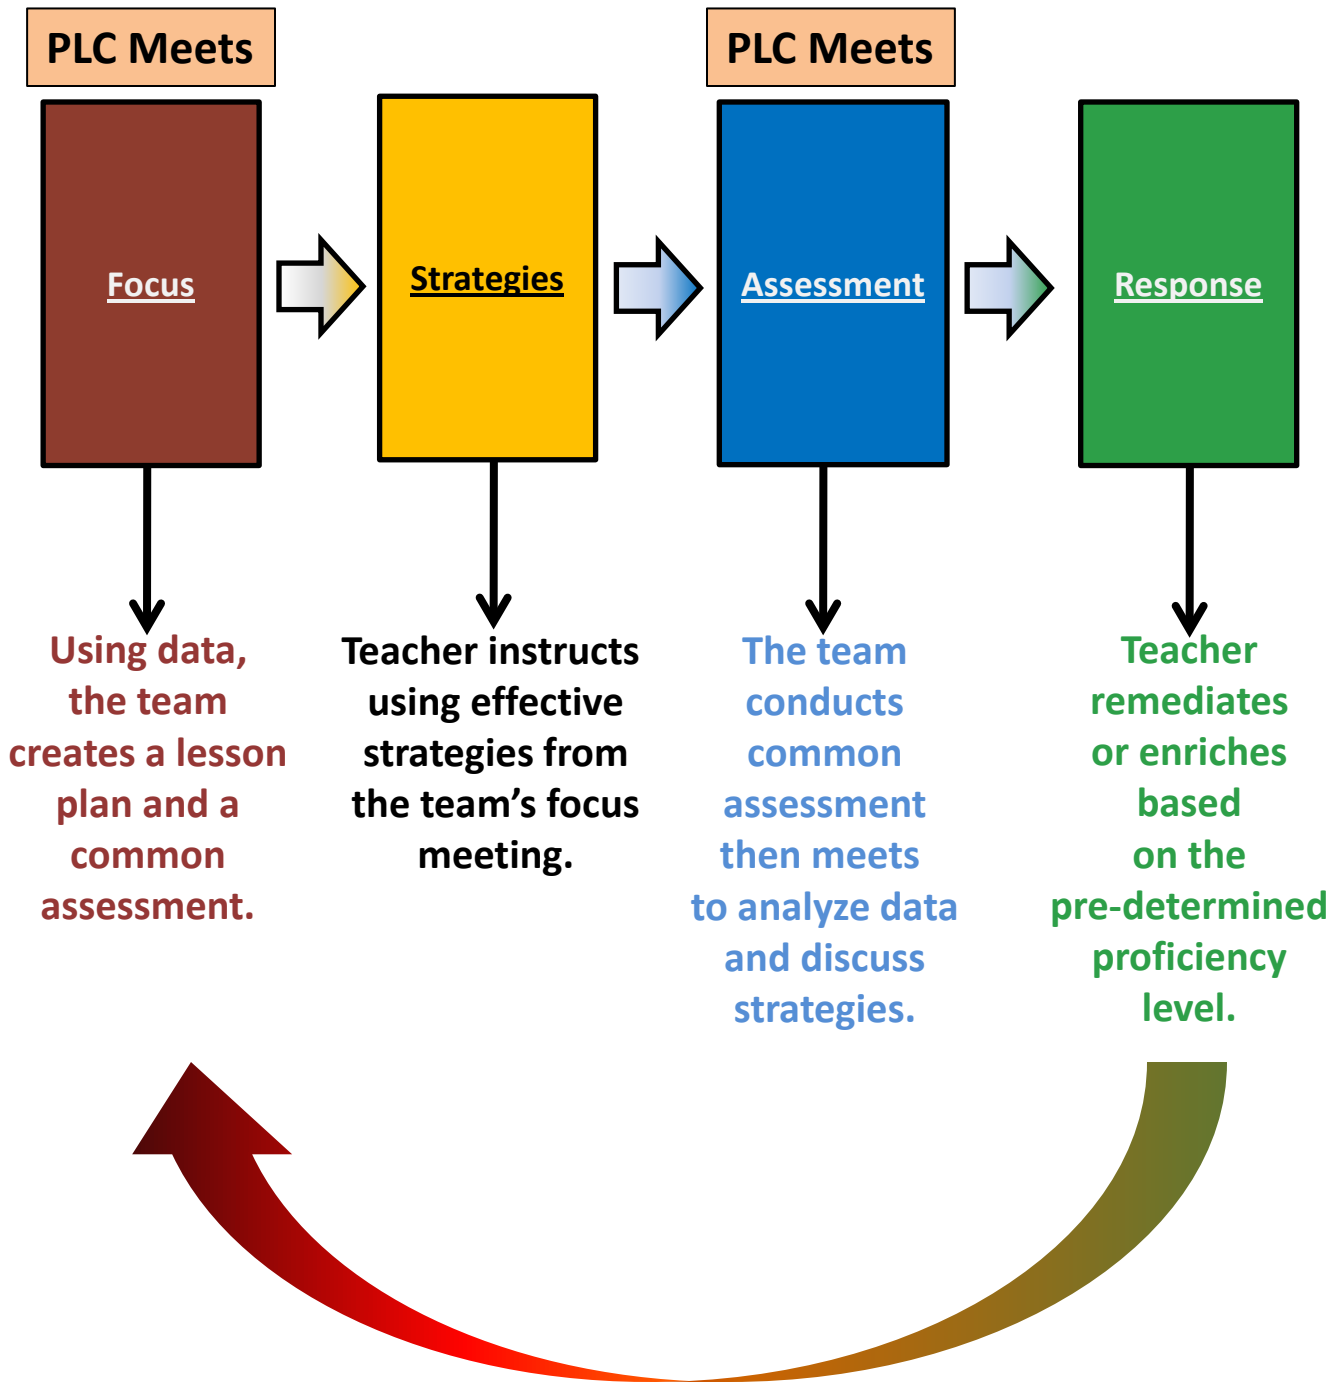 PLC Meets
PLC Meets
Focus
Strategies
Assessment
Response
Using data,
the team
creates a lesson
plan and a
common
assessment.
Teacher instructs
using effective
strategies from
the team’s focus
meeting.
The team
conducts
common
assessment
then meets
to analyze data
and discuss
strategies.
Teacher
remediates
or enriches
based
on the
pre-determined
proficiency
level.